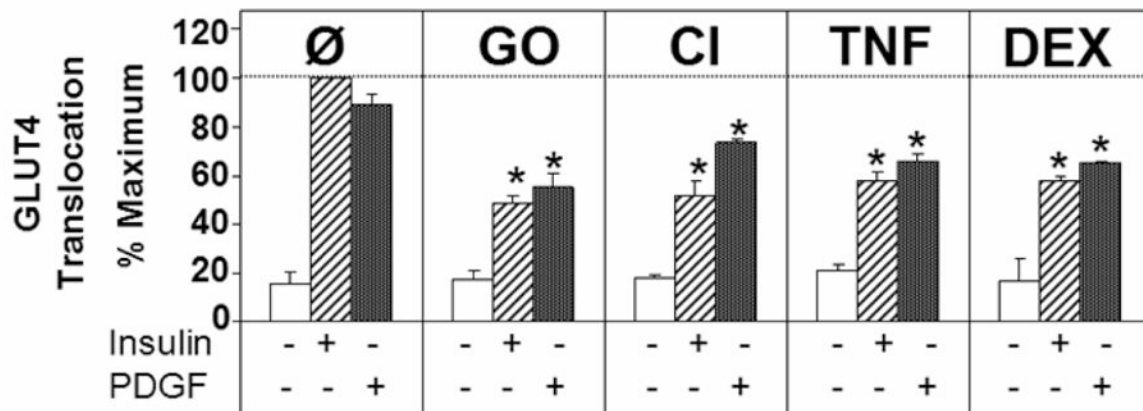 Ø GO CI TNF DEX
GLUT4
Translocation
% Maximum
120
100
80
60
40
20
0
* * * * * * * *
Insulin - + - - + - - + - - + - - + -
PDGF - - + - - + - - + - - + - - +